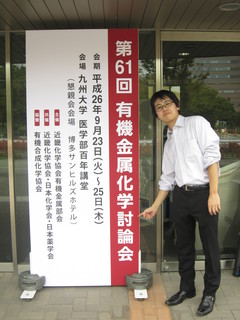 第61回 有機金属化学討論会
会期 平成26年9月23日(火)~25日(木)
会場 九州大学 医学部百年講堂
(懇親会会場 博多サンヒルズホテル)
主催 近畿化学協会有機金属部会
共催 近畿化学協会・日本化学会・日本薬学会
有機合成化学協会